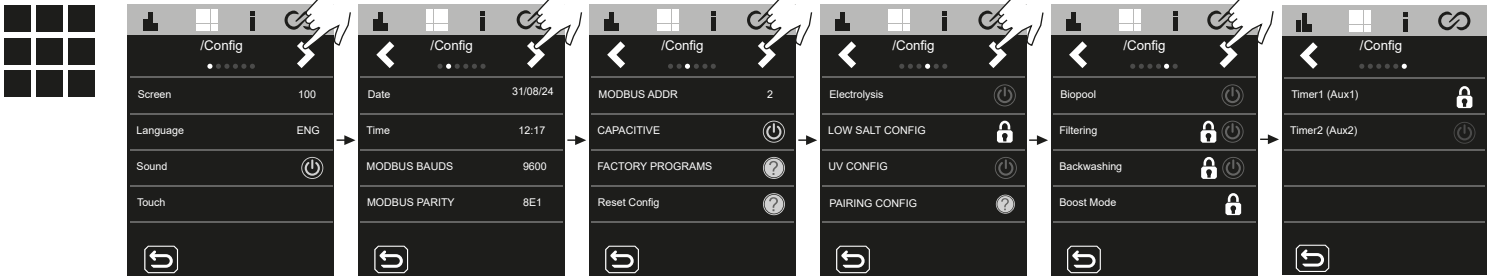 /Config
Screen 100
Language ENG
Sound
Touch
/Config
Date 31/08/24
Time 12:17
MODBUS BAUDS 9600
MODBUS PARITY 8E1
/Config
MODBUS ADDR 2
CAPACITIVE
FACTORY PROGRAMS ?
Reset Config ?
/Config
Electrolysis
LOW SALT CONFIG
UV CONFIG
PAIRING CONFIG ?
/Config
Biopool
Filtering
Backwashing
Boost Mode
/Config
Timer1 (Aux1)
Timer2 (Aux2)